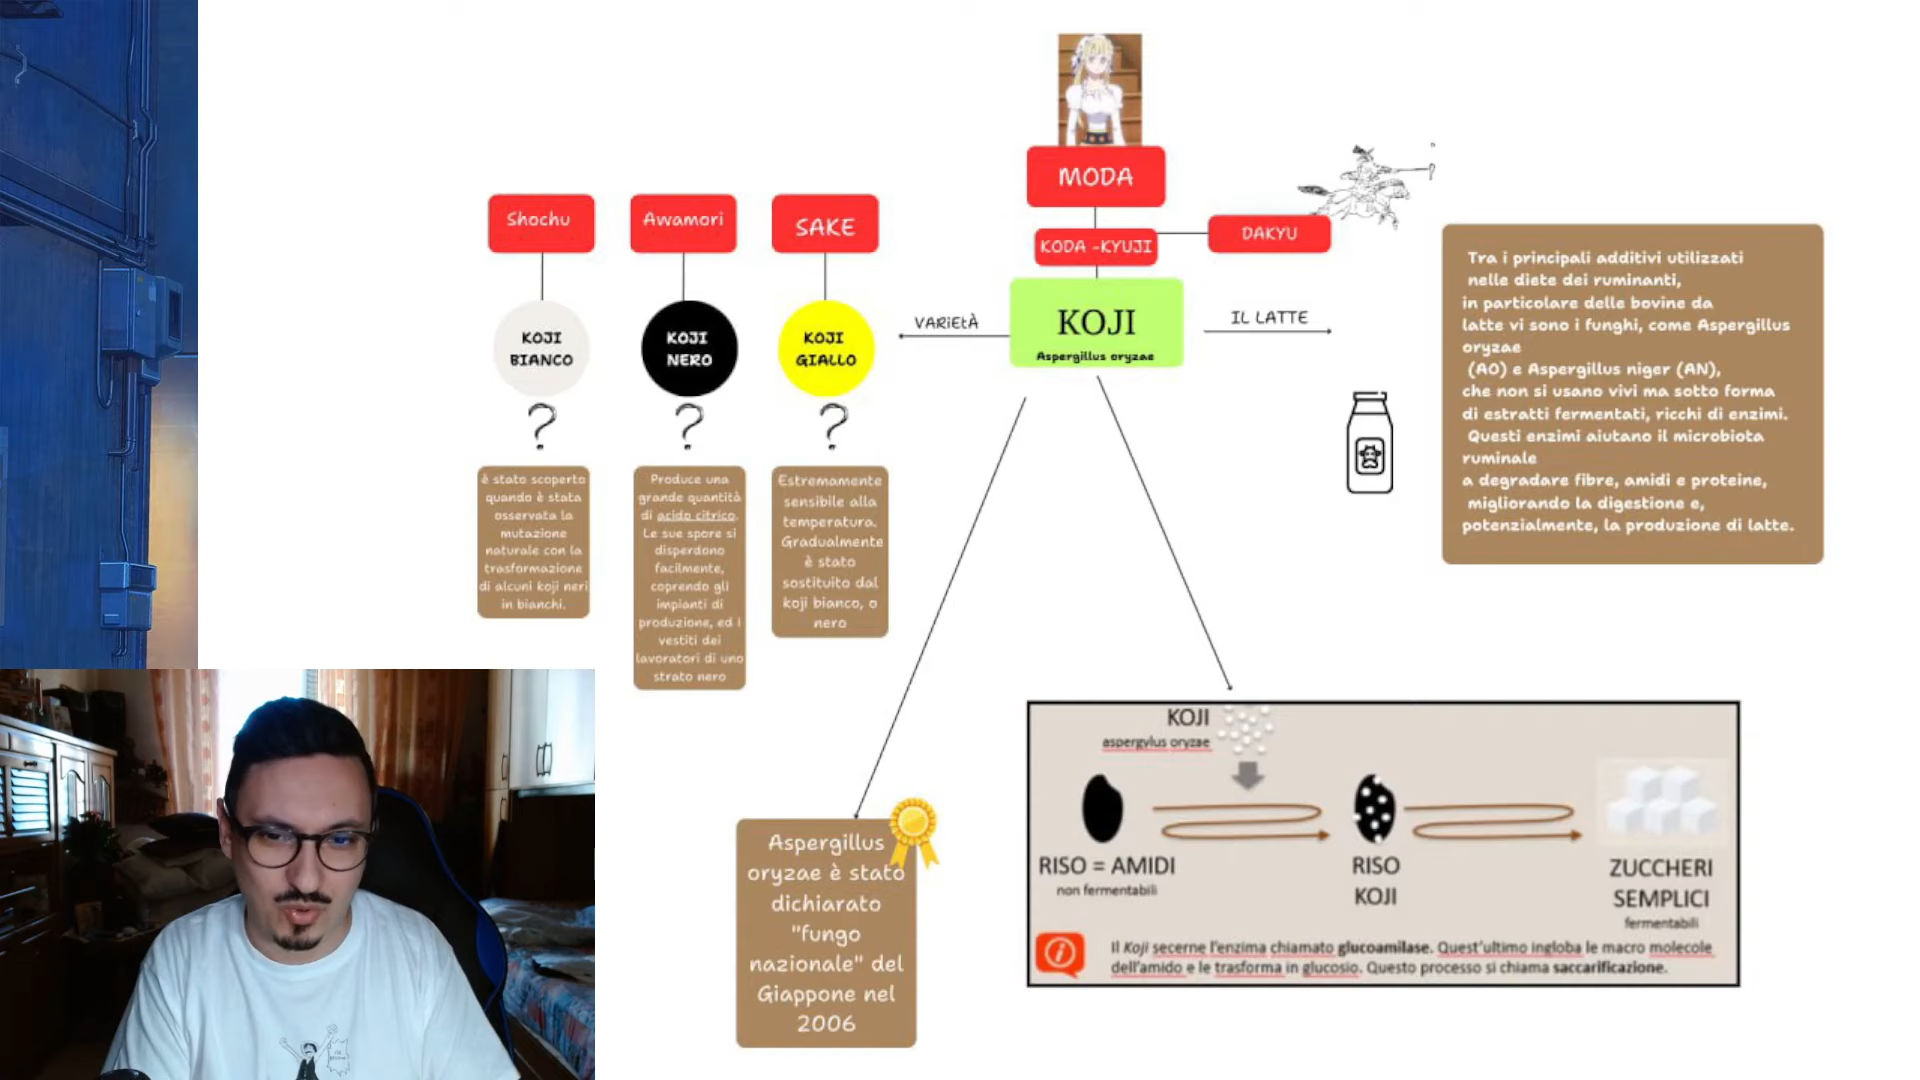 MODA
KODA -KYUJI
DAKYU
KOJI
Aspergillus oryzae
VARiEtÀ
IL LATTE
Shochu
Awamori
SAKE
KOJI
BIANCO
KOJI
NERO
KOJI
GIALLO
?
?
?
è stato scoperto
quando è stata
osservata la
mutazione
naturale con la
trasformazione
di alcuni koji neri
in bianchi.
Produce una
grande quantità
di acido citrico.
Le sue spore si
disperdono
facilmente,
coprendo gli
impianti di
produzione, ed i
vestiti dei
lavoratori di uno
strato nero
Estremamente
sensibile alla
temperatura.
Gradualmente
è stato
sostituito dal
koji bianco, o
nero
Tra i principali additivi utilizzati
nelle diete dei ruminanti,
in particolare delle bovine da
latte vi sono i funghi, come Aspergillus
oryzae
(AO) e Aspergillus niger (AN),
che non si usano vivi ma sotto forma
di estratti fermentati, ricchi di enzimi.
Questi enzimi aiutano il microbiota
ruminale
a degradare fibre, amidi e proteine,
migliorando la digestione e,
potenzialmente, la produzione di latte.
Aspergillus
oryzae è stato
dichiarato
"fungo
nazionale" del
Giappone nel
2006
KOJI
aspergylus oryzae
RISO = AMIDI
non fermentabili
RISO
KOJI
ZUCCHERI
SEMPLICI
fermentabili
Il Koji secerne l'enzima chiamato glucoamilase. Quest'ultimo ingloba le macro molecole
dell'amido e le trasforma in glucosio. Questo processo si chiama saccarificazione.